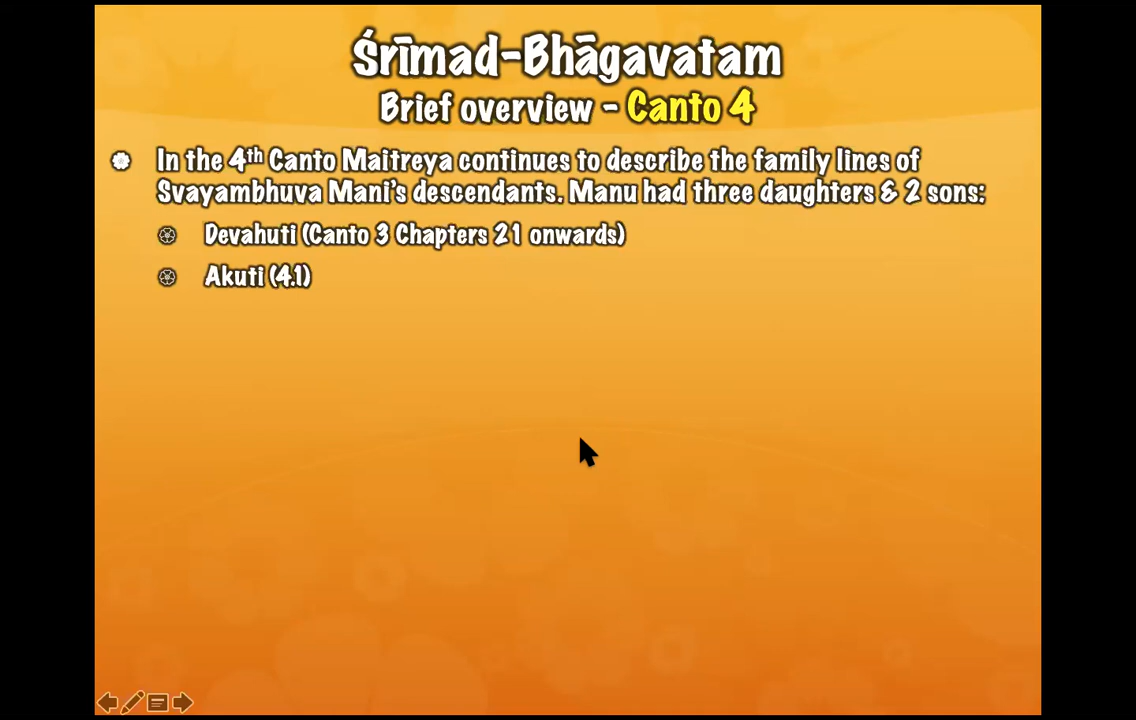 Śrīmad-Bhāgavatam
Brief overview - Canto 4
In the 4th Canto Maitreya continues to describe the family lines of
Svayambhuva Mani's descendants. Manu had three daughters & 2 sons:
Devahuti (Canto 3 Chapters 21 onwards)
Akuti (4.1)